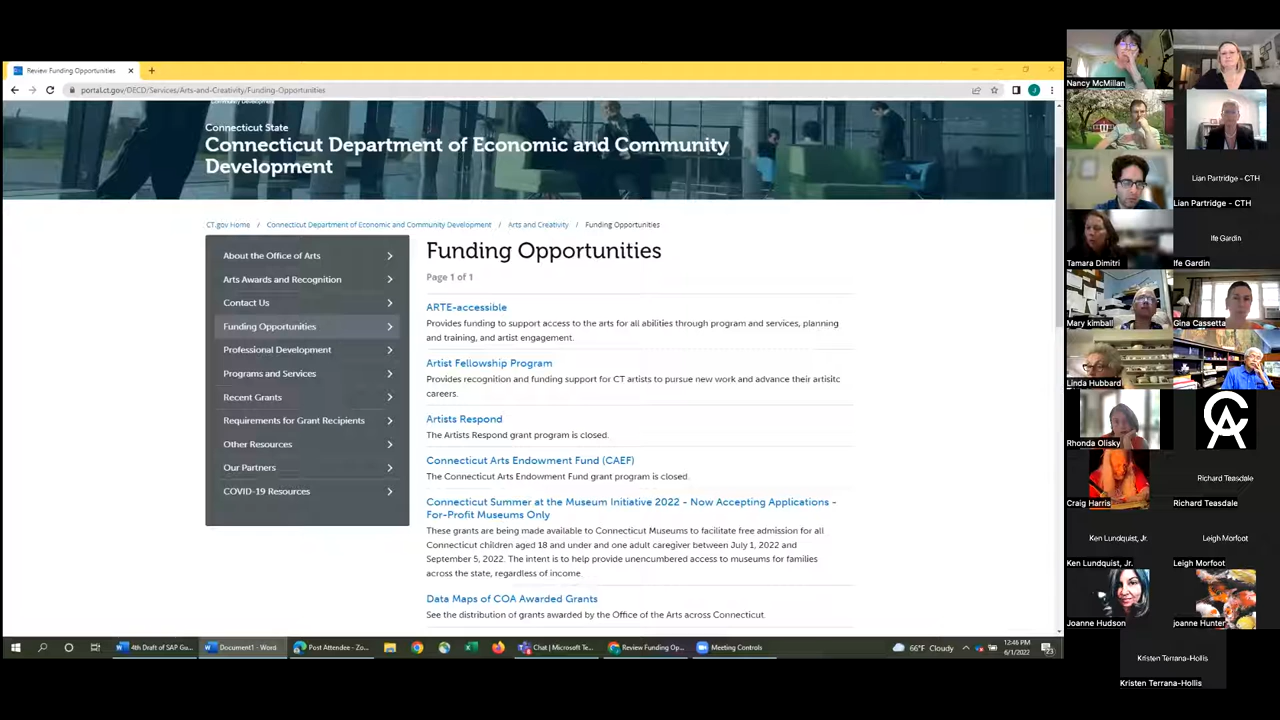 Review Funding Opportunities
portal.ct.gov/DECD/Services/Arts-and-Creativity/Funding-Opportunities
Connecticut State
Connecticut Department of Economic and Community
Development
CT.gov Home / Connecticut Department of Economic and Community Development / Arts and Creativity / Funding Opportunities
About the Office of Arts
Arts Awards and Recognition
Contact Us
Funding Opportunities
Professional Development
Programs and Services
Recent Grants
Requirements for Grant Recipients
Other Resources
Our Partners
COVID-19 Resources
Funding Opportunities
Page 1 of 1
ARTE-accessible
Provides funding to support access to the arts for all abilities through program and services, planning
and training, and artist engagement.
Artist Fellowship Program
Provides recognition and funding support for CT artists to pursue new work and advance their artisitc
careers.
Artists Respond
The Artists Respond grant program is closed.
Connecticut Arts Endowment Fund (CAEF)
The Connecticut Arts Endowment Fund grant program is closed.
Connecticut Summer at the Museum Initiative 2022 - Now Accepting Applications -
For-Profit Museums Only
These grants are being made available to Connecticut Museums to facilitate free admission for all
Connecticut children aged 18 and under and one adult caregiver between July 1, 2022 and
September 5, 2022. The intent is to help provide unencumbered access to museums for families
across the state, regardless of income.
Data Maps of COA Awarded Grants
See the distribution of grants awarded by the Office of the Arts across Connecticut.
4th Draft of SAP Gu...
Document1 - Word
Post Attendee - Zo...
Chat | Microsoft Te...
Review Funding Op...
Meeting Controls
66°F Cloudy
12:46 PM
6/1/2022
23
Nancy McMillan
Lian Partridge - CTH
Lian Partridge - CTH
Ife Gardin
Tamara Dimitri
Ife Gardin
Mary kimball
Gina Cassetta
Linda Hubbard
Rhonda Olisky
CA
Richard Teasdale
Craig Harris
Richard Teasdale
Ken Lundquist, Jr.
Leigh Morfoot
Ken Lundquist, Jr.
Leigh Morfoot
Joanne Hudson
joanne Hunter
Kristen Terrana-Hollis
Kristen Terrana-Hollis